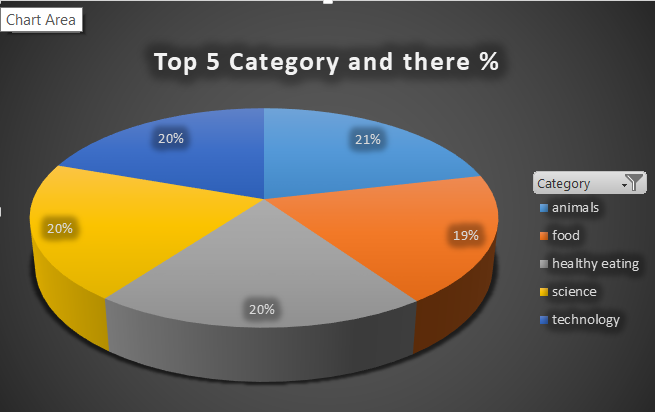 Chart Area
Top 5 Category and there %
20%
21%
20%
19%
20%
Category
animals
food
healthy eating
science
technology